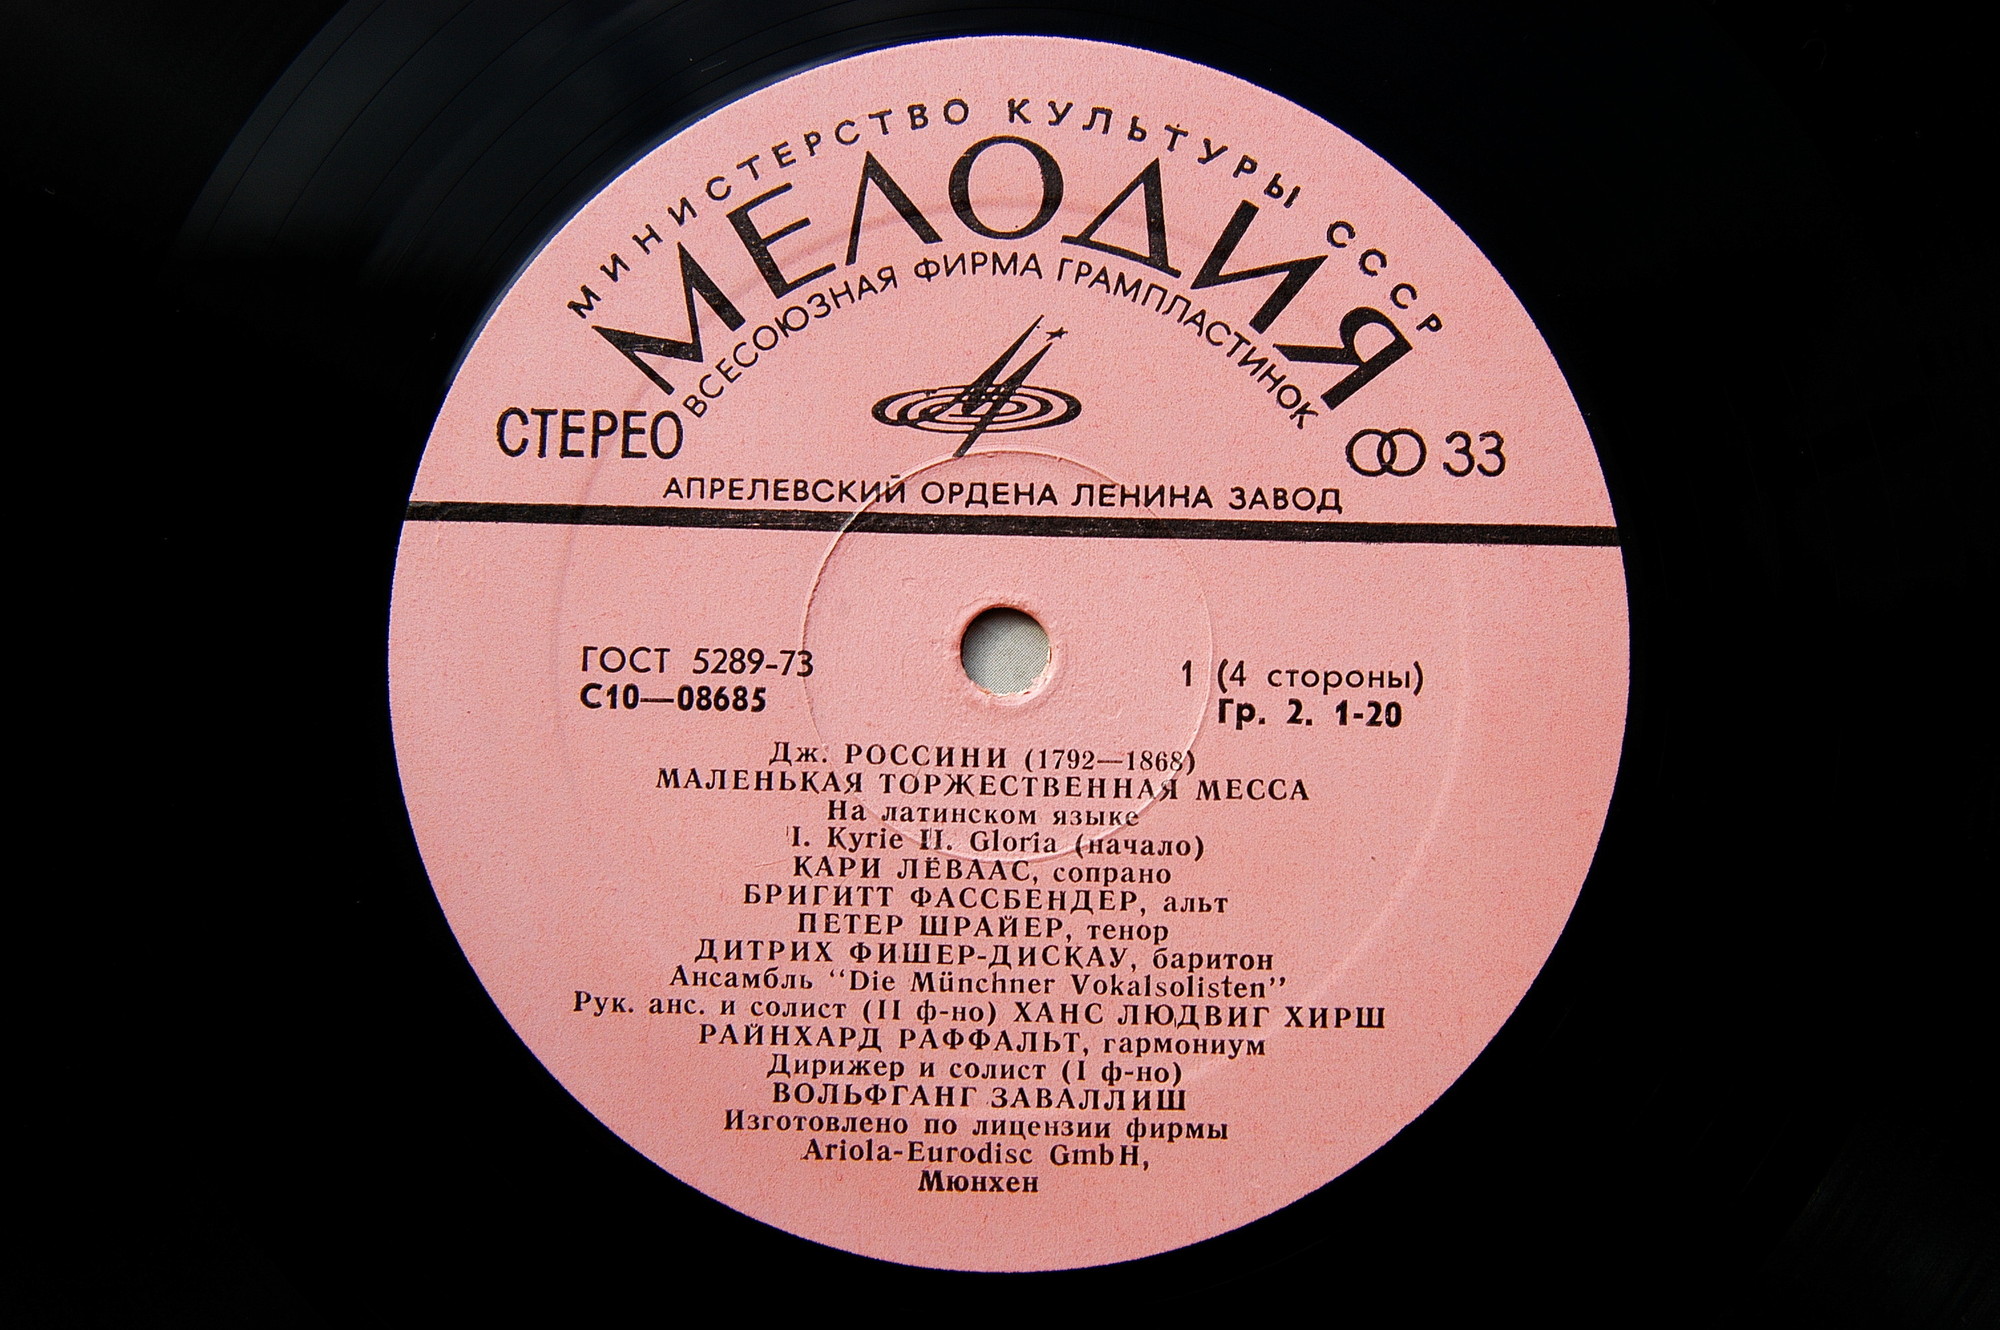 МИНИСТЕРСТВО КУЛЬТУРЫ СССР
МЕЛОДИЯ
ВСЕСОЮЗНАЯ ФИРМА ГРАМПЛАСТИНОК
СТЕРЕО
33
АПРЕЛЕВСКИЙ ОРДЕНА ЛЕНИНА ЗАВОД
ГОСТ 5289-73
С10—08685
1 (4 стороны)
Гр. 2. 1-20
Дж. РОССИНИ (1792—1868)
МАЛЕНЬКАЯ ТОРЖЕСТВЕННАЯ МЕССА
На латинском языке
I. Kyrie II. Gloria (начало)
КАРИ ЛЁВААС, сопрано
БРИГИТТ ФАССБЕНДЕР, альт
ПЕТЕР ШРАЙЕР, тенор
ДИТРИХ ФИШЕР-ДИСКАУ, баритон
Ансамбль “Die Münchner Vokalsolisten”
Рук. анс. и солист (II ф-но) ХАНС ЛЮДВИГ ХИРШ
РАЙНХАРД РАФФАЛЬТ, гармониум
Дирижер и солист (I ф-но)
ВОЛЬФГАНГ ЗАВАЛЛИШ
Изготовлено по лицензии фирмы
Ariola-Eurodisc GmbH,
Мюнхен